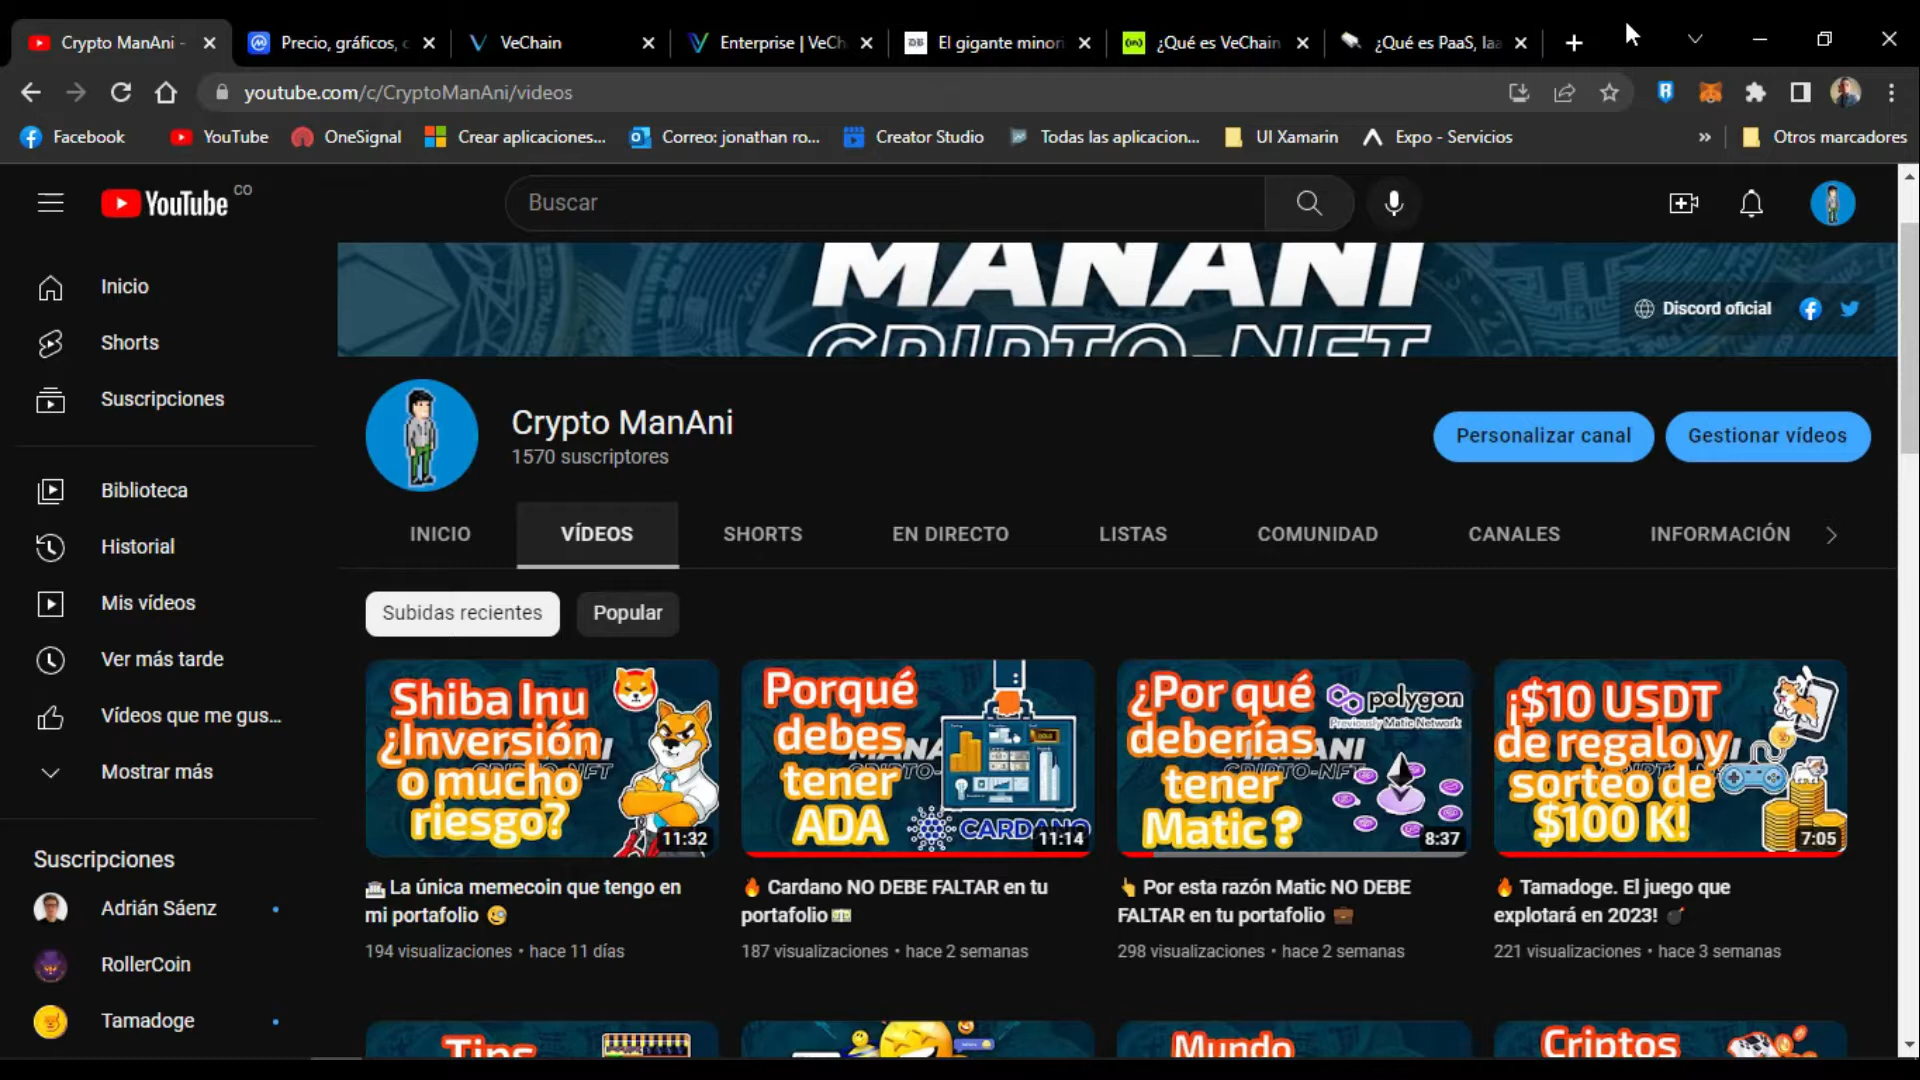 Crypto ManAni -
Precio, gráficos, c
VeChain
Enterprise | VeCh
El gigante minori
¿Qué es VeChain
¿Qué es PaaS, Iaa
youtube.com/c/CryptoManAni/videos
Facebook
YouTube
OneSignal
Crear aplicaciones...
Correo: jonathan ro...
Creator Studio
Todas las aplicacion...
UI Xamarin
Expo - Servicios
»
Otros marcadores
YouTube CO
Buscar
MANANI
CRIPTO-NFT
Discord oficial
Inicio
Shorts
Suscripciones
Biblioteca
Historial
Mis vídeos
Ver más tarde
Vídeos que me gus...
Mostrar más
Suscripciones
Adrián Sáenz
RollerCoin
Tamadoge
Crypto ManAni
1570 suscriptores
Personalizar canal
Gestionar vídeos
INICIO
VÍDEOS
SHORTS
EN DIRECTO
LISTAS
COMUNIDAD
CANALES
INFORMACIÓN
Subidas recientes
Popular
Shiba Inu
¿Inversión
o mucho
riesgo?
11:32
Porqué
debes
tener
ADA
CARDANO
11:14
¿Por qué
deberías
tener
Matic ?
polygon
Previously Matic Network
8:37
¡$10 USDT
de regalo y
sorteo de
$100 K!
7:05
La única memecoin que tengo en
mi portafolio
194 visualizaciones • hace 11 días
Cardano NO DEBE FALTAR en tu
portafolio
187 visualizaciones • hace 2 semanas
Por esta razón Matic NO DEBE
FALTAR en tu portafolio
298 visualizaciones • hace 2 semanas
Tamadoge. El juego que
explotará en 2023!
221 visualizaciones • hace 3 semanas
Tips
Mundo
Criptos